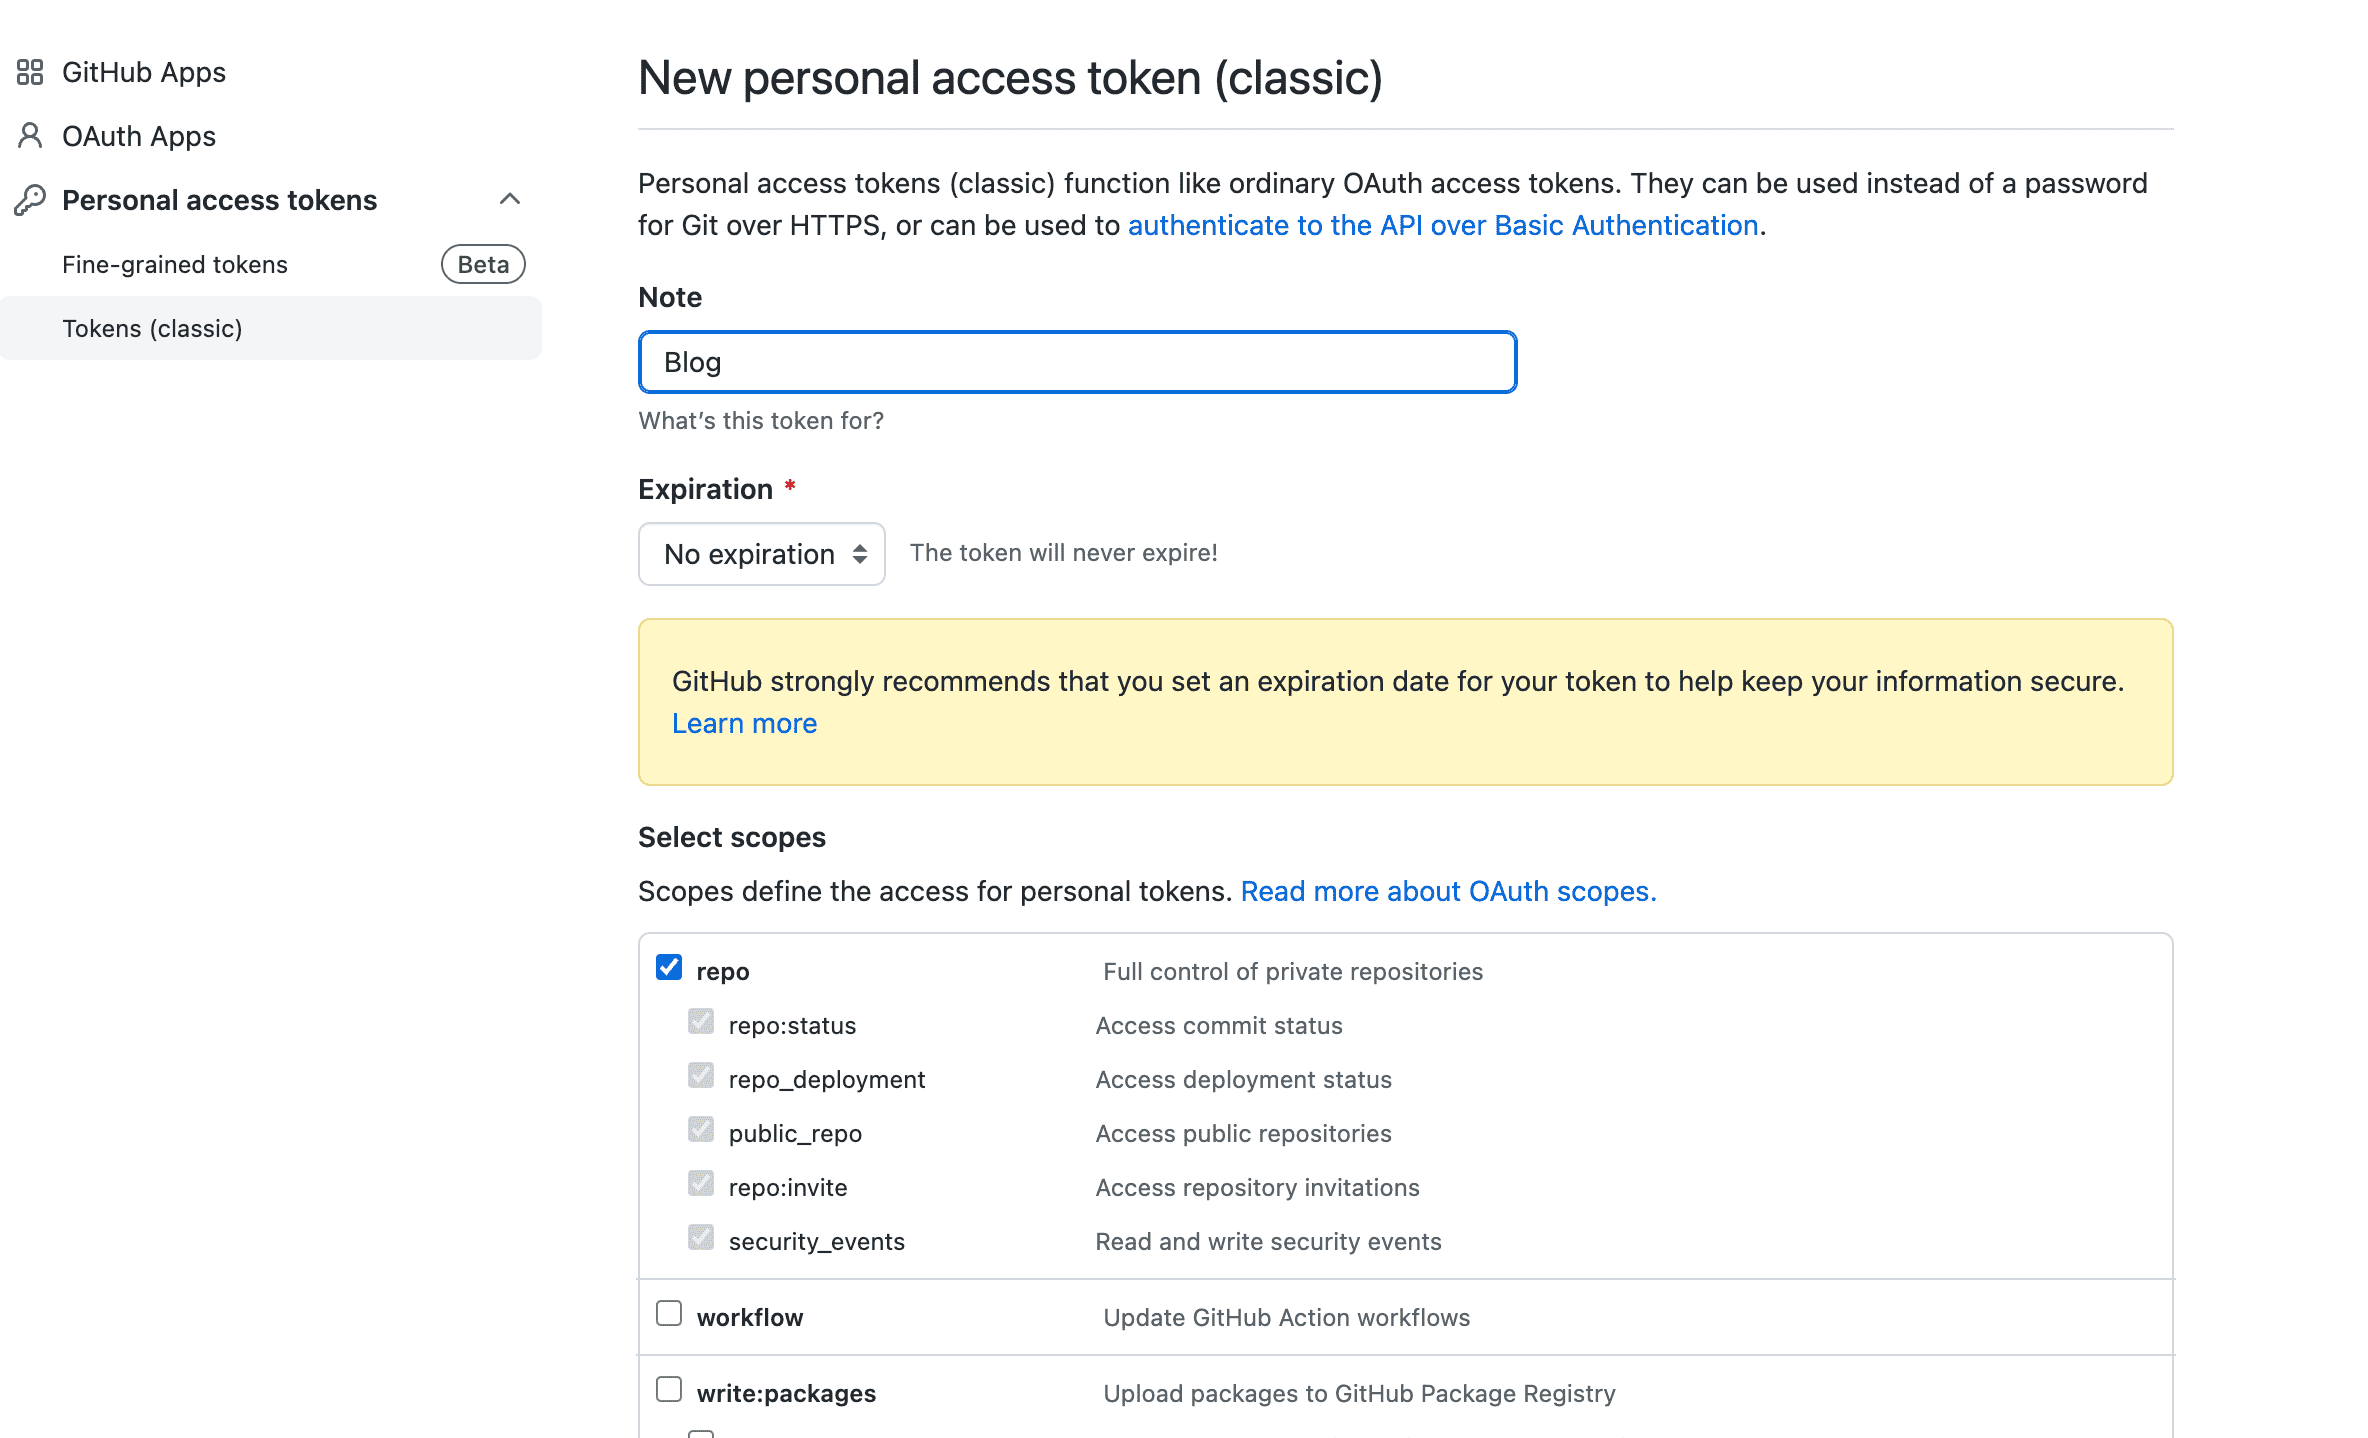 GitHub Apps
OAuth Apps
Personal access tokens
Fine-grained tokens Beta
Tokens (classic)
New personal access token (classic)
Personal access tokens (classic) function like ordinary OAuth access tokens. They can be used instead of a password
for Git over HTTPS, or can be used to authenticate to the API over Basic Authentication.
Note
Blog
What's this token for?
Expiration *
No expiration The token will never expire!
GitHub strongly recommends that you set an expiration date for your token to help keep your information secure.
Learn more
Select scopes
Scopes define the access for personal tokens. Read more about OAuth scopes.
repo Full control of private repositories
repo:status Access commit status
repo_deployment Access deployment status
public_repo Access public repositories
repo:invite Access repository invitations
security_events Read and write security events
workflow Update GitHub Action workflows
write:packages Upload packages to GitHub Package Registry